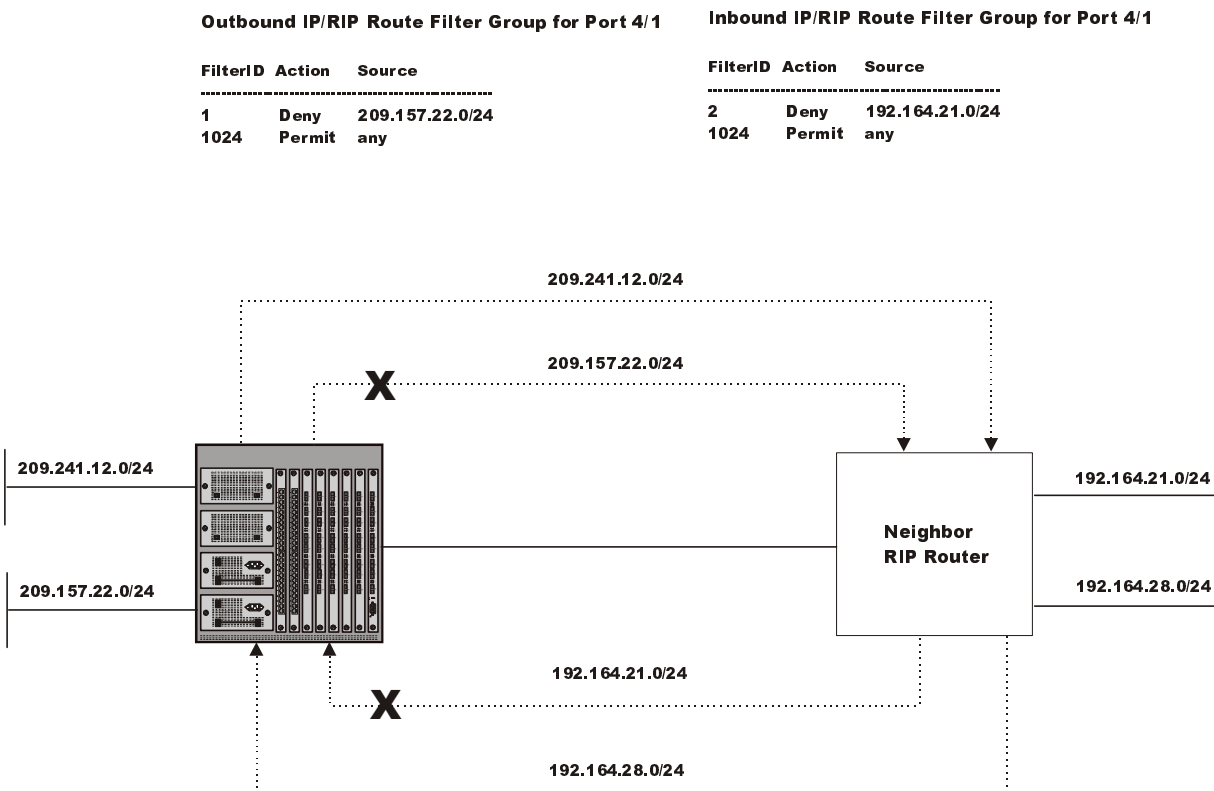 Outbound IP/RIP Route Filter Group for Port 4/1
FilterID Action Source
1 Deny 209.157.22.0/24
1024 Permit any
Inbound IP/RIP Route Filter Group for Port 4/1
FilterID Action Source
2 Deny 192.164.21.0/24
1024 Permit any
209.241.12.0/24
209.157.22.0/24
X
209.241.12.0/24
192.164.21.0/24
Neighbor
RIP Router
209.157.22.0/24
192.164.28.0/24
192.164.21.0/24
X
192.164.28.0/24